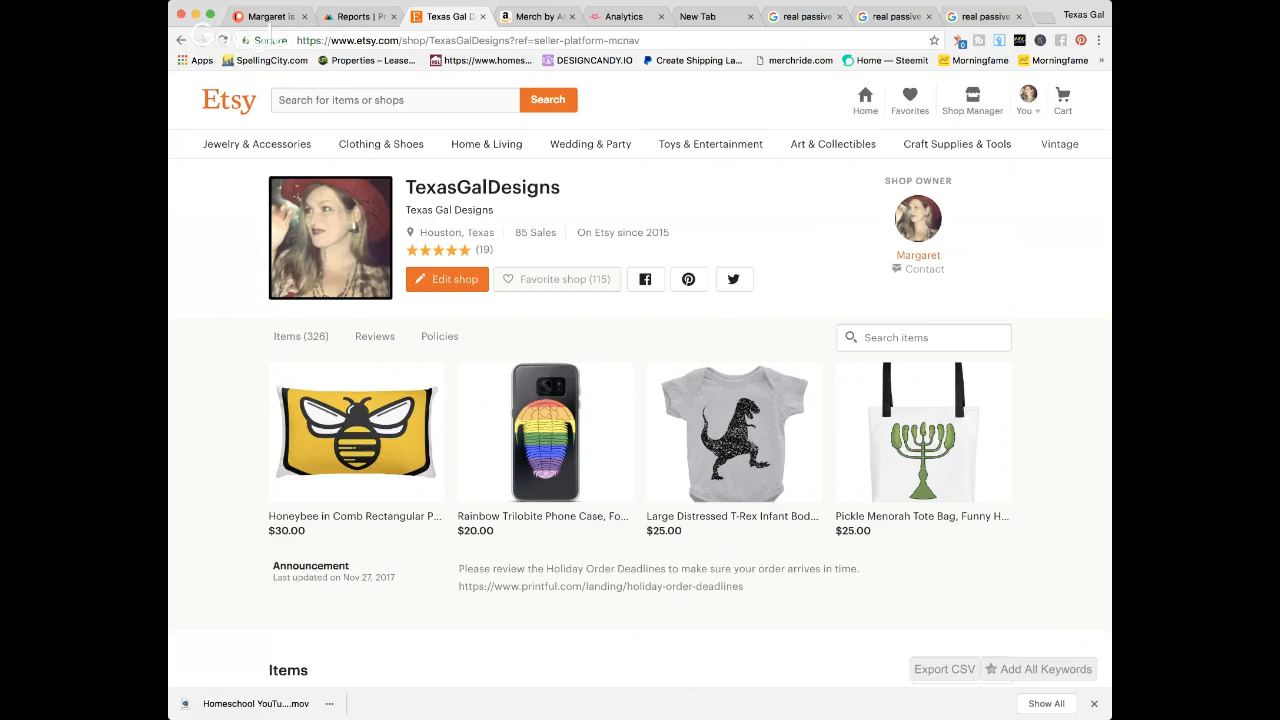 Margaret is
Reports | Pr
Texas Gal D
Merch by A
Analytics
New Tab
real passive
real passive
real passive
Texas Gal
Secure
https://www.etsy.com/shop/TexasGalDesigns?ref=seller-platform-mcnav
Apps
SpellingCity.com
Properties – Lease...
https://www.homes...
DESIGNCANDY.IO
Create Shipping La...
merchride.com
Home — Steemit
Morningfame
Morningfame
»
Etsy
Search for items or shops
Search
Home
Favorites
Shop Manager
You
Cart
Jewelry & Accessories
Clothing & Shoes
Home & Living
Wedding & Party
Toys & Entertainment
Art & Collectibles
Craft Supplies & Tools
Vintage
TexasGalDesigns
Texas Gal Designs
Houston, Texas
85 Sales
On Etsy since 2015
(19)
Edit shop
Favorite shop (115)
SHOP OWNER
Margaret
Contact
Items (326)
Reviews
Policies
Search items
Honeybee in Comb Rectangular P...
$30.00
Rainbow Trilobite Phone Case, Fo...
$20.00
Large Distressed T-Rex Infant Bod...
$25.00
Pickle Menorah Tote Bag, Funny H...
$25.00
Announcement
Last updated on Nov 27, 2017
Please review the Holiday Order Deadlines to make sure your order arrives in time.
https://www.printful.com/landing/holiday-order-deadlines
Items
Export CSV
Add All Keywords
Homeschool YouTu....mov
Show All